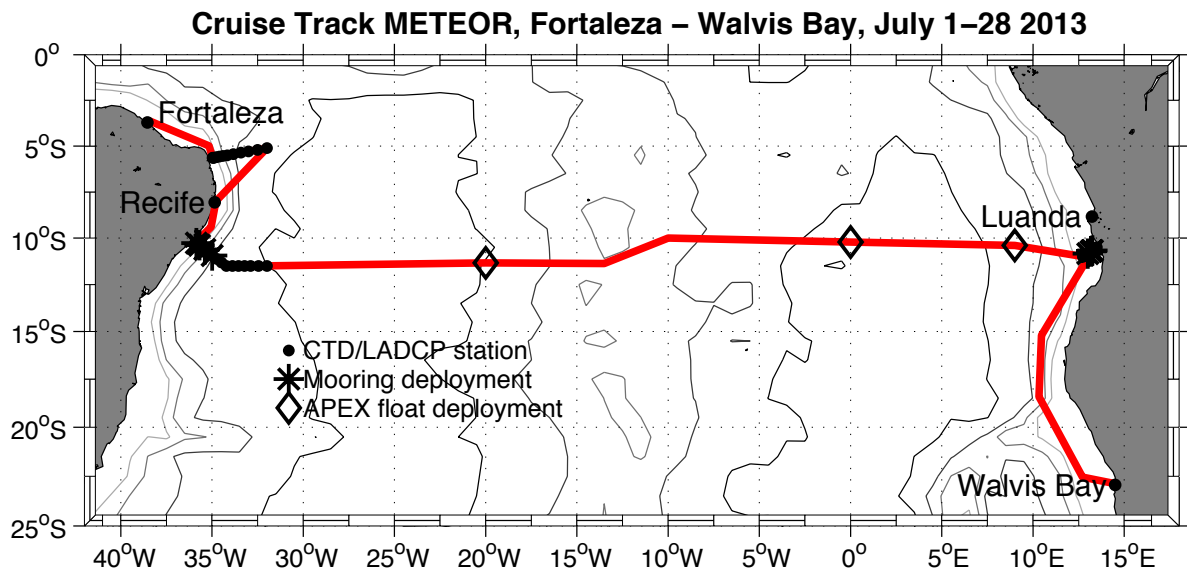 Cruise Track METEOR, Fortaleza – Walvis Bay, July 1–28 2013
0°
5°S
10°S
15°S
20°S
25°S
Fortaleza
Recife
Luanda
Walvis Bay
CTD/LADCP station
Mooring deployment
APEX float deployment
40°W 35°W 30°W 25°W 20°W 15°W 10°W 5°W 0° 5°E 10°E 15°E